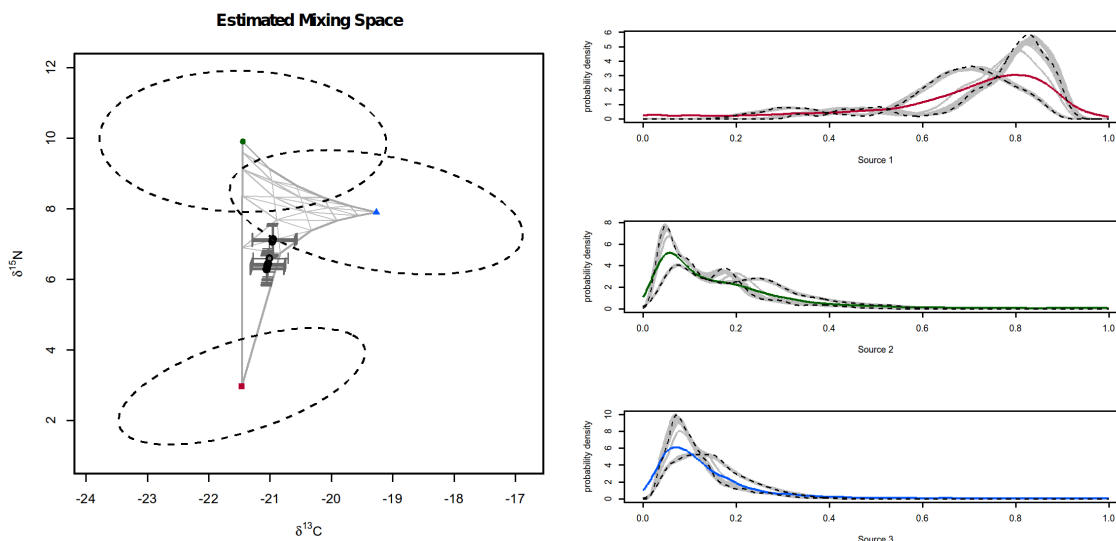 Estimated Mixing Space
δ15N
12
10
8
6
4
2
-24 -23 -22 -21 -20 -19 -18 -17
δ13C
probability density
6
5
4
3
2
1
0
0.0 0.2 0.4 0.6 0.8 1.0
Source 1
probability density
8
6
4
2
0
0.0 0.2 0.4 0.6 0.8 1.0
Source 2
probability density
10
8
6
4
2
0
0.0 0.2 0.4 0.6 0.8 1.0
Source 3